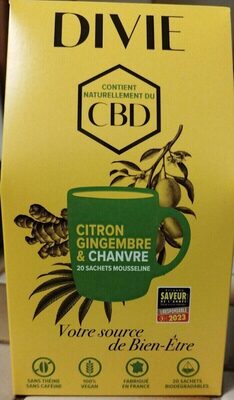 DIVIE
CONTIENT
NATURELLEMENT DU
CBD
CITRON
GINGEMBRE
& CHANVRE
20 SACHETS MOUSSELINE
SAVEUR
DE L'ANNÉE
RESPONSABLE
2023
Votre source
de Bien-Être
SANS THÉINE
SANS CAFÉINE
100%
VEGAN
FABRIQUÉ
EN FRANCE
20 SACHETS
BIODÉGRADABLES